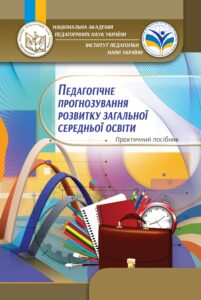 НАЦІОНАЛЬНА АКАДЕМІЯ
ПЕДАГОГІЧНИХ НАУК УКРАЇНИ
ІНСТИТУТ ПЕДАГОГІКИ
НАПН УКРАЇНИ
ПЕДАГОГІЧНЕ
ПРОГНОЗУВАННЯ
РОЗВИТКУ ЗАГАЛЬНОЇ
СЕРЕДНЬОЇ ОСВІТИ
Практичний посібник